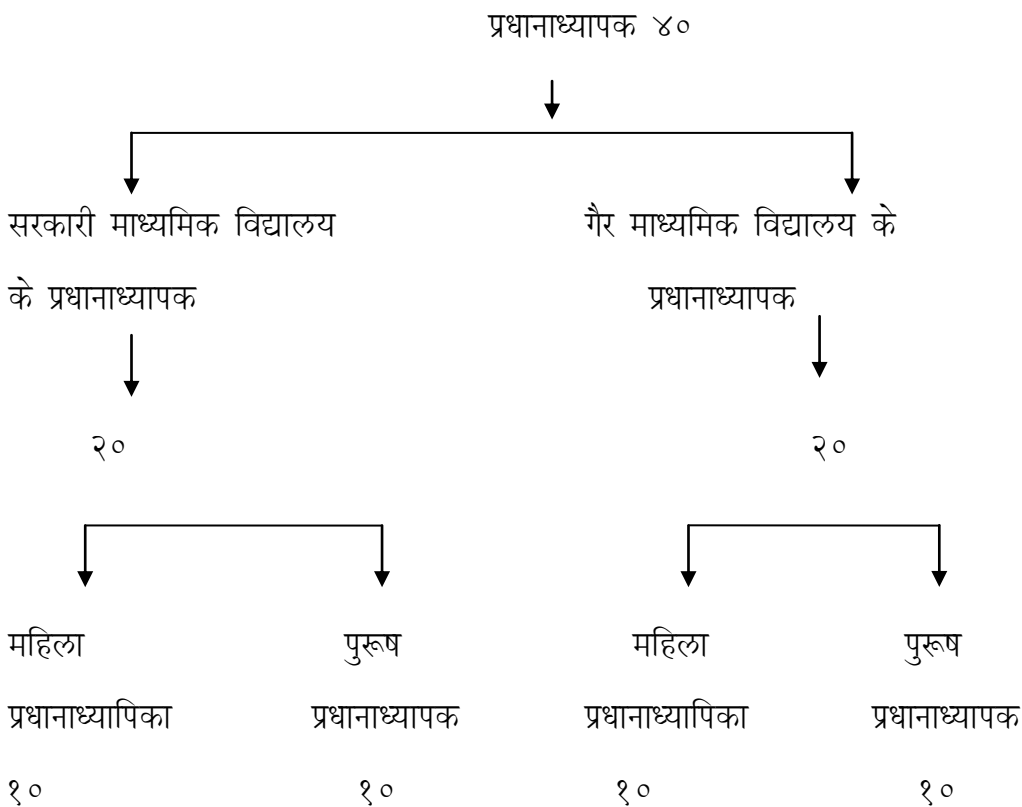 प्रधानाध्यापक ४०
सरकारी माध्यमिक विद्यालय
के प्रधानाध्यापक
गैर माध्यमिक विद्यालय के
प्रधानाध्यापक
२०
२०
महिला
प्रधानाध्यापिका
१०
पुरूष
प्रधानाध्यापक
१०
महिला
प्रधानाध्यापिका
१०
पुरूष
प्रधानाध्यापक
१०